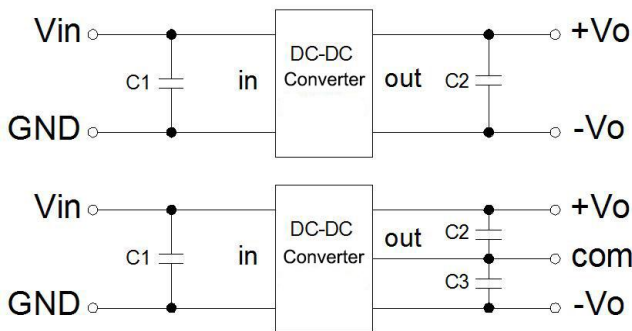 Vin
DC-DC
Converter
C1
in
out
C2
+Vo
GND
-Vo
Vin
DC-DC
Converter
C1
in
out
C2
C3
+Vo
com
GND
-Vo